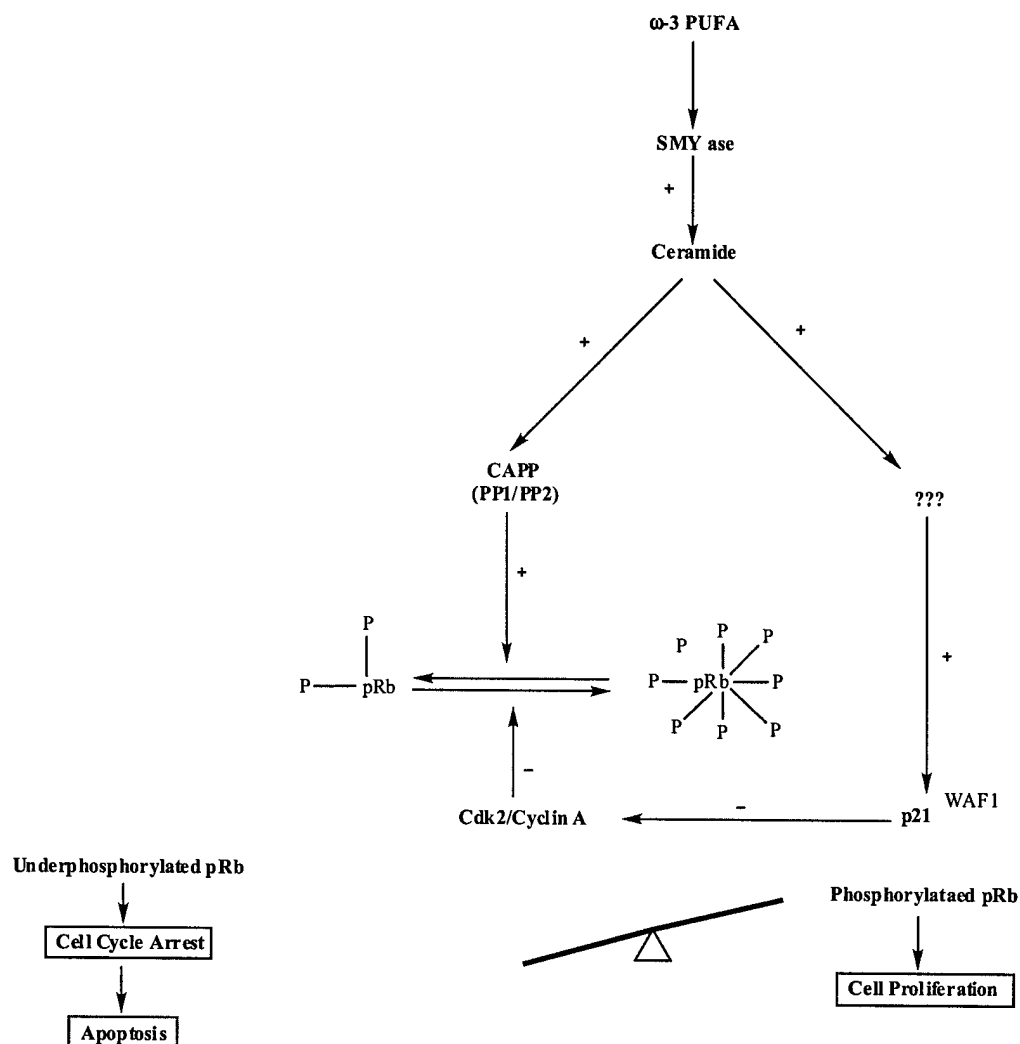 ω-3 PUFA
SMY ase
+
Ceramide
+
+
CAPP
(PP1/PP2)
???
+
P
P
P
P
P
+
P
pRb
P
pRb
P
P
P
P
–
WAF1
Cdk2/Cyclin A
–
p21
Underphosphorylated pRb
Phosphorylataed pRb
Cell Cycle Arrest
Cell Proliferation
Apoptosis